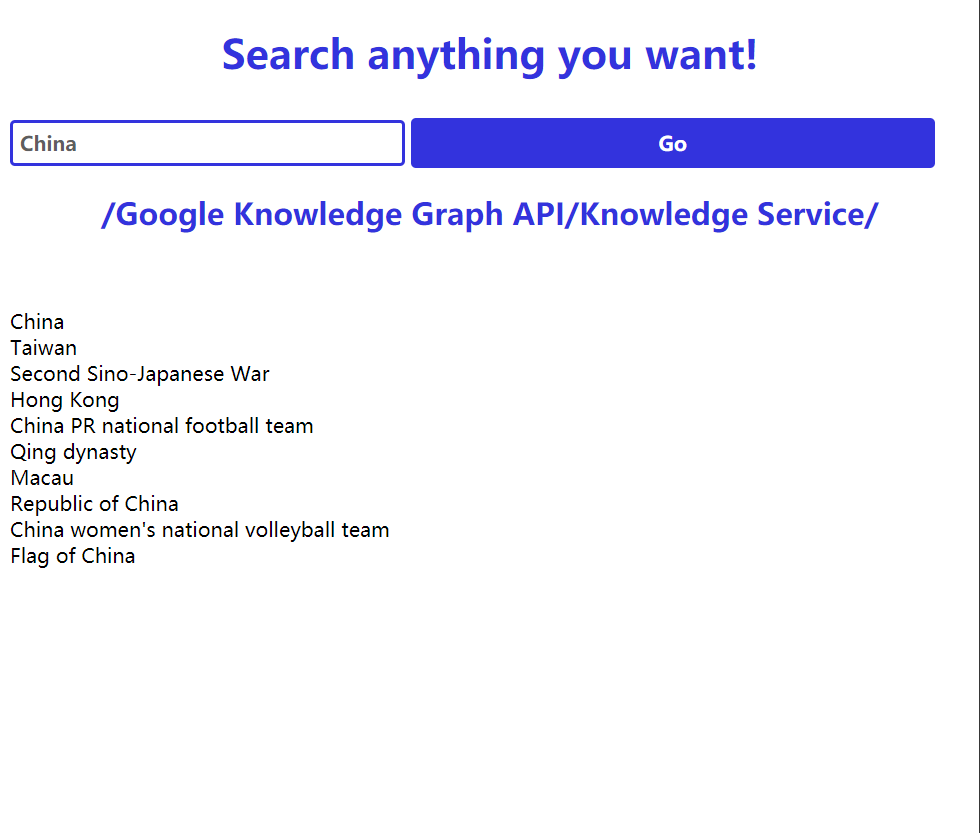 Search anything you want!
China
Go
/Google Knowledge Graph API/Knowledge Service/
China
Taiwan
Second Sino-Japanese War
Hong Kong
China PR national football team
Qing dynasty
Macau
Republic of China
China women's national volleyball team
Flag of China